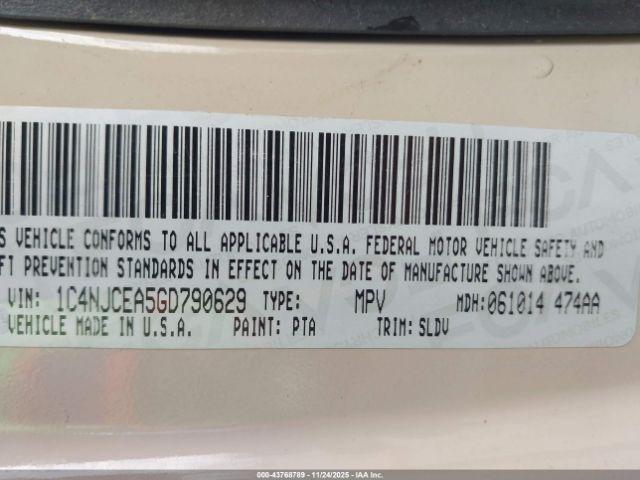 S VEHICLE CONFORMS TO ALL APPLICABLE U.S.A. FEDERAL MOTOR VEHICLE SAFETY AND
FT PREVENTION STANDARDS IN EFFECT ON THE DATE OF MANUFACTURE SHOWN ABOVE.
VIN: 1C4NJCEA5GD790629 TYPE: MPV MDH: 061014 474AA
VEHICLE MADE IN U.S.A. PAINT: PTA TRIM: SLDV
000-43768789 - 11/24/2025 - IAA Inc.